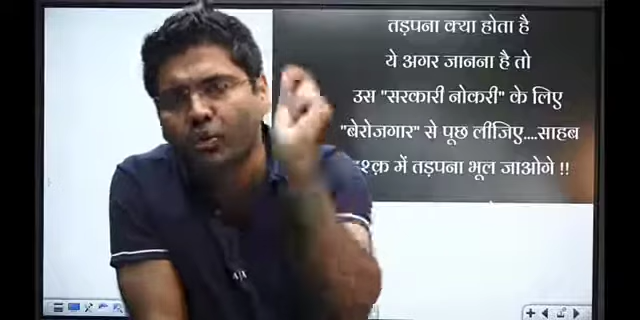 तड़पना क्या होता है
ये अगर जानना है तो
उस "सरकारी नोकरी" के लिए
"बेरोजगार" से पूछ लीजिए....साहब
में तड़पना भूल जाओगे !!